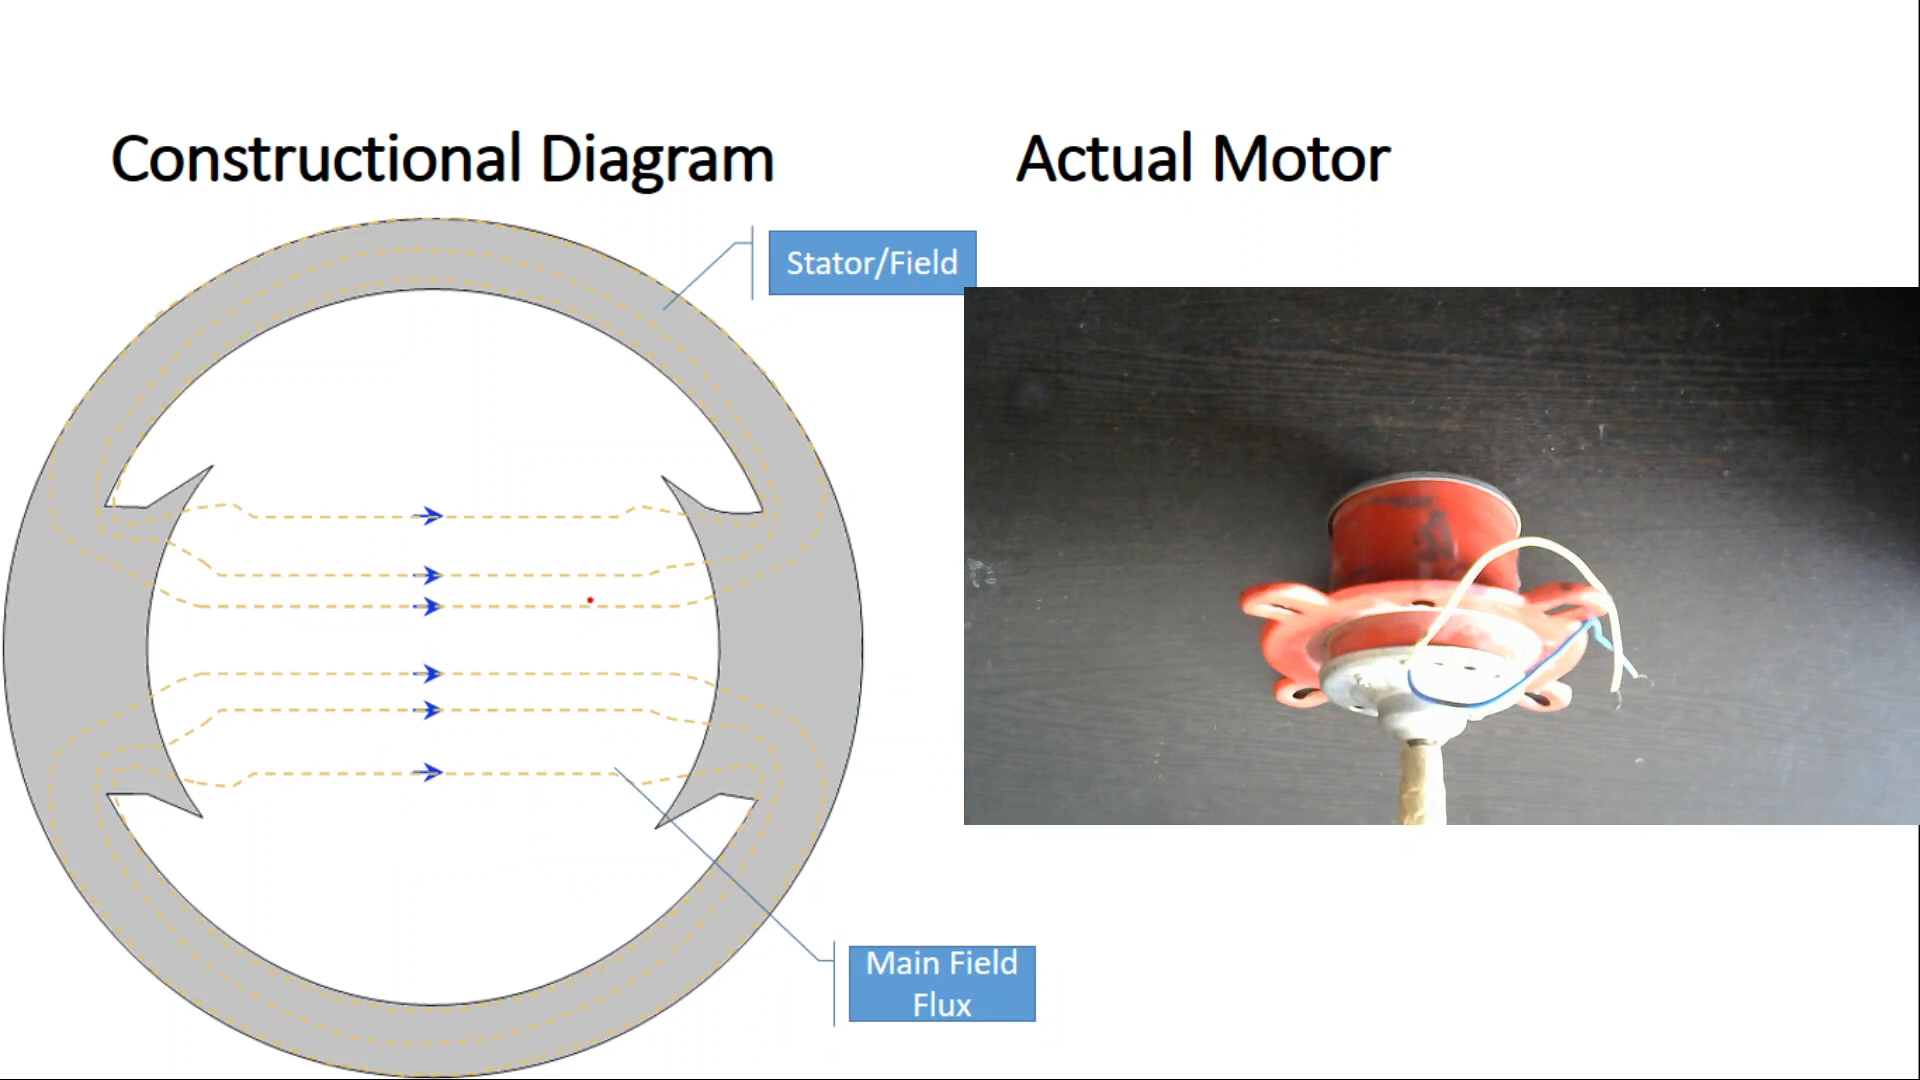 Constructional Diagram
Actual Motor
Stator/Field
Main Field
Flux